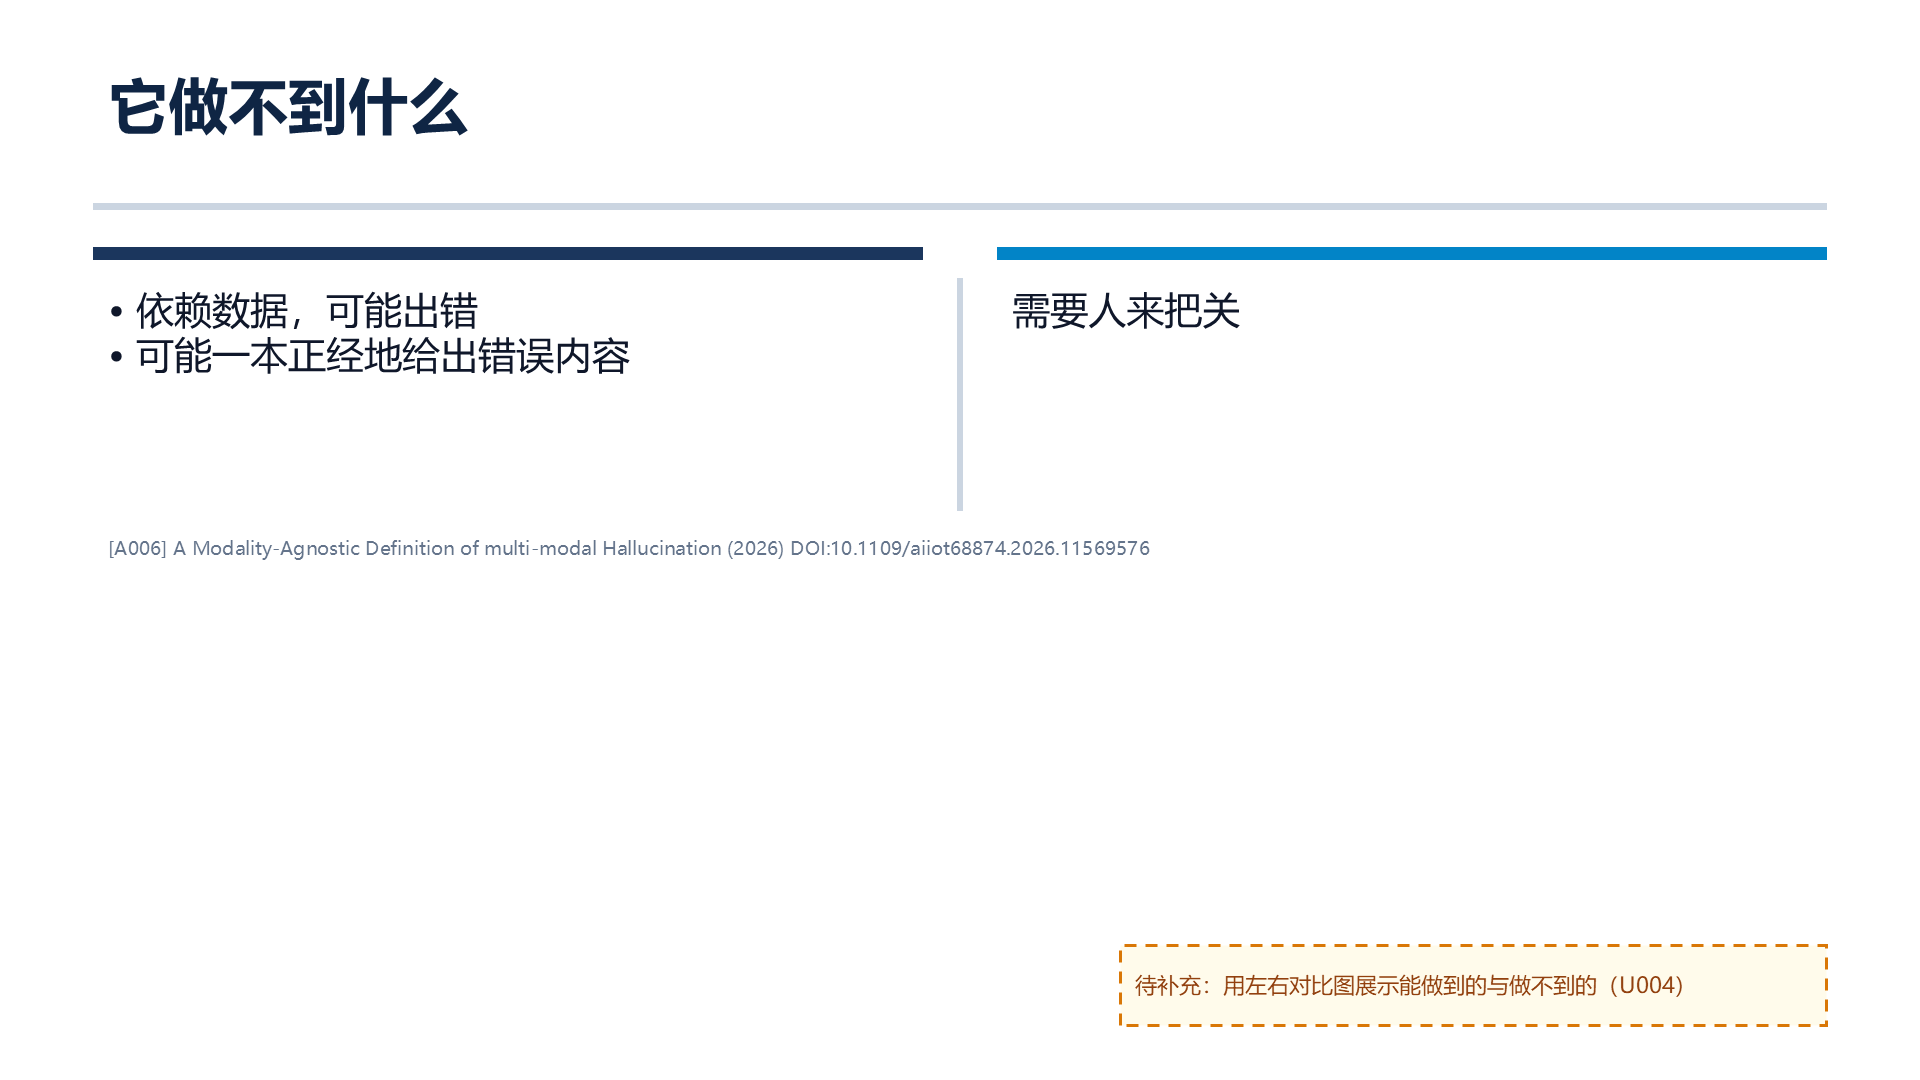 它做不到什么
• 依赖数据，可能出错
• 可能一本正经地给出错误内容
需要人来把关
[A006] A Modality-Agnostic Definition of multi-modal Hallucination (2026) DOI:10.1109/aiiot68874.2026.11569576
待补充：用左右对比图展示能做到的与做不到的（U004）